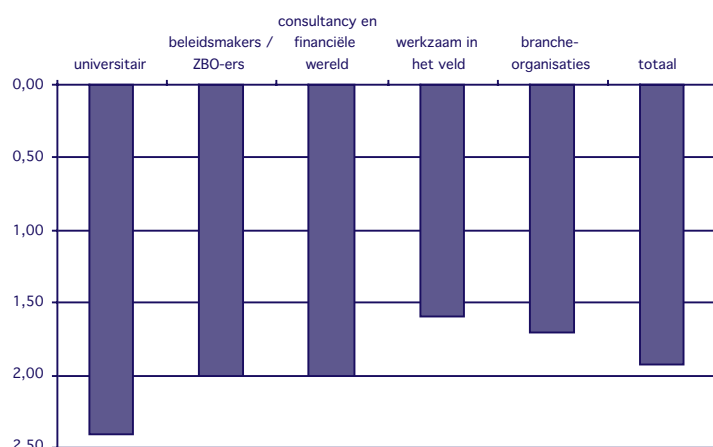 consultancy en
beleidsmakers / financiële werkzaam in branche-
universitair ZBO-ers wereld het veld organisaties totaal
0,00
0,50
1,00
1,50
2,00
2,50